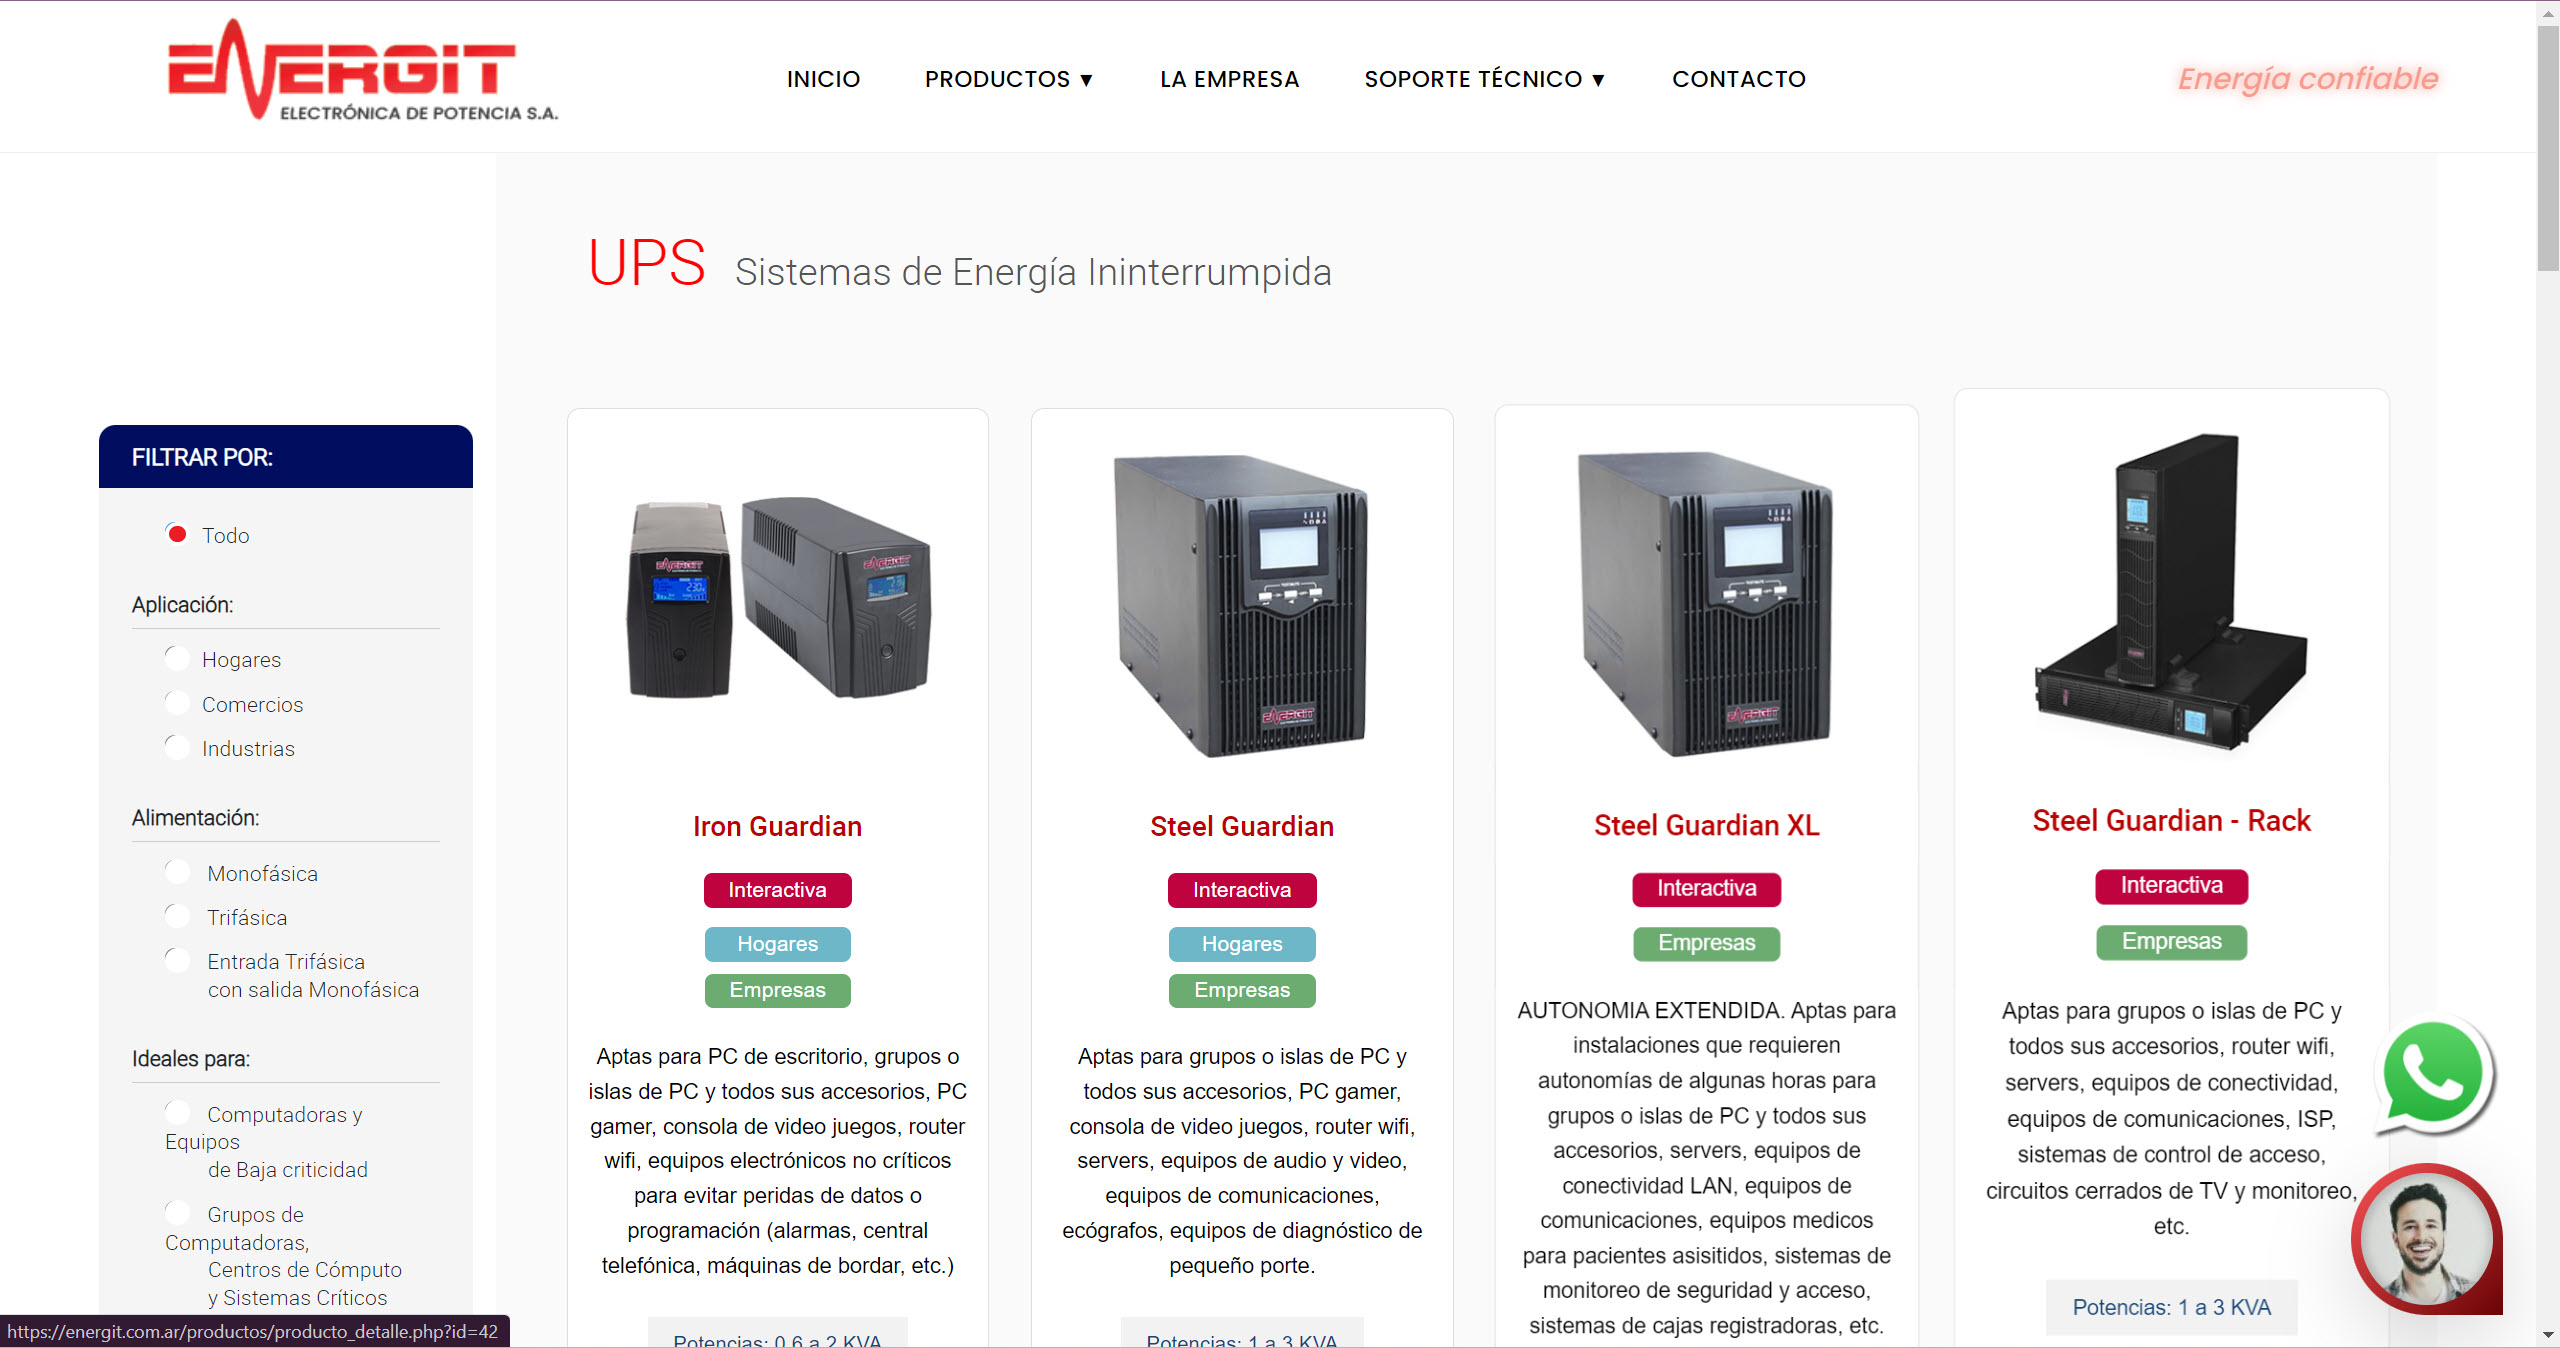 ENERGIT
ELECTRÓNICA DE POTENCIA S.A.
INICIO
PRODUCTOS ▼
LA EMPRESA
SOPORTE TÉCNICO ▼
CONTACTO
Energía confiable
UPS Sistemas de Energía Ininterrumpida
FILTRAR POR:
Todo
Aplicación:
Hogares
Comercios
Industrias
Alimentación:
Monofásica
Trifásica
Entrada Trifásica
con salida Monofásica
Ideales para:
Computadoras y
Equipos
de Baja criticidad
Grupos de
Computadoras,
Centros de Cómputo
y Sistemas Críticos
ENERGIT
ENERGIT
Iron Guardian
Interactiva
Hogares
Empresas
Aptas para PC de escritorio, grupos o
islas de PC y todos sus accesorios, PC
gamer, consola de video juegos, router
wifi, equipos electrónicos no críticos
para evitar peridas de datos o
programación (alarmas, central
telefónica, máquinas de bordar, etc.)
Potencias: 0.6 a 2 KVA
ENERGIT
Steel Guardian
Interactiva
Hogares
Empresas
Aptas para grupos o islas de PC y
todos sus accesorios, PC gamer,
consola de video juegos, router wifi,
servers, equipos de audio y video,
equipos de comunicaciones,
ecógrafos, equipos de diagnóstico de
pequeño porte.
Potencias: 1 a 3 KVA
ENERGIT
Steel Guardian XL
Interactiva
Empresas
AUTONOMIA EXTENDIDA. Aptas para
instalaciones que requieren
autonomías de algunas horas para
grupos o islas de PC y todos sus
accesorios, servers, equipos de
conectividad LAN, equipos de
comunicaciones, equipos medicos
para pacientes asisitidos, sistemas de
monitoreo de seguridad y acceso,
sistemas de cajas registradoras, etc.
Steel Guardian - Rack
Interactiva
Empresas
Aptas para grupos o islas de PC y
todos sus accesorios, router wifi,
servers, equipos de conectividad,
equipos de comunicaciones, ISP,
sistemas de control de acceso,
circuitos cerrados de TV y monitoreo,
etc.
Potencias: 1 a 3 KVA
https://energit.com.ar/productos/producto_detalle.php?id=42